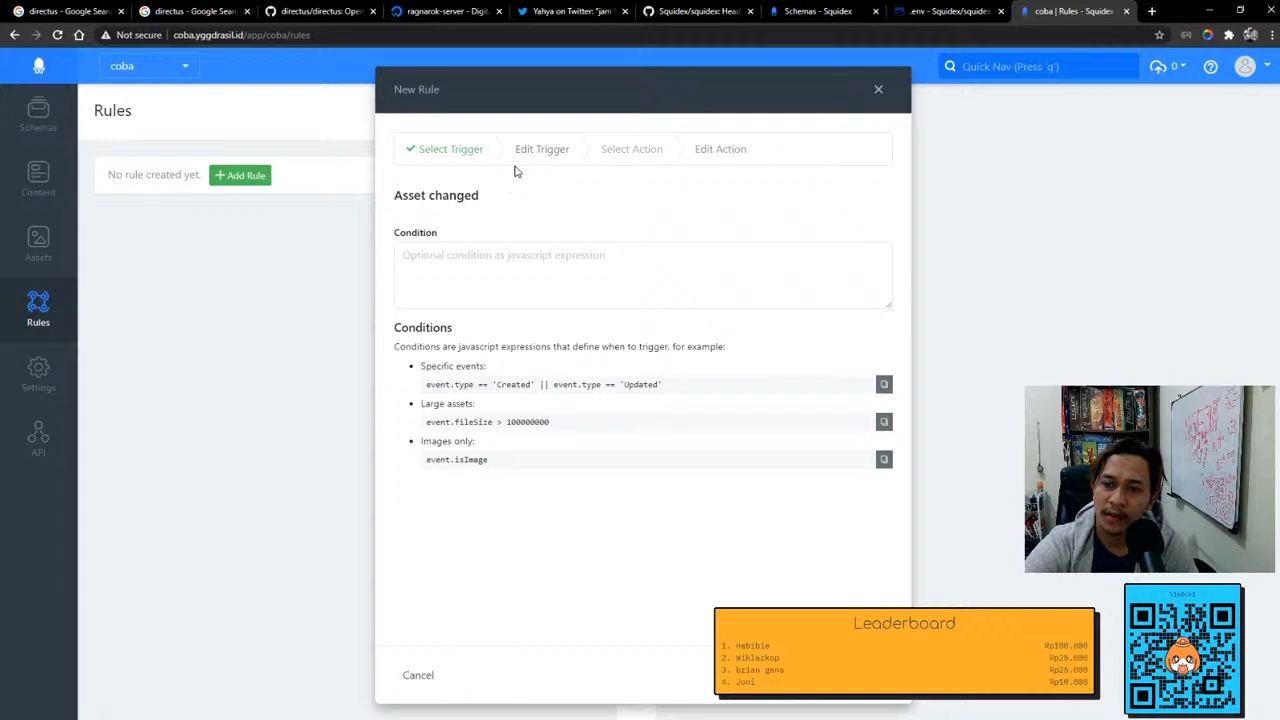 directus - Google Sear
directus - Google Sear
directus/directus: Open
ragnarok-server - Digit
Yahya on Twitter: "jam
Squidex/squidex: Head
Schemas - Squidex
.env - Squidex/squidex
coba | Rules - Squidex
Not secure
coba.yggdrasil.id/app/coba/rules
coba
Quick Nav (Press 'q')
0
New Rule
Schemas
Content
Assets
Rules
Settings
API
Rules
No rule created yet.
Add Rule
Select Trigger
Edit Trigger
Select Action
Edit Action
Asset changed
Condition
Optional condition as javascript expression
Conditions
Conditions are javascript expressions that define when to trigger, for example:
Specific events:
event.type == 'Created' || event.type == 'Updated'
Large assets:
event.fileSize > 100000000
Images only:
event.isImage
Cancel
Leaderboard
1. Habibie Rp100.000
2. Wihlarkop Rp25.000
3. brian gans Rp25.000
4. Joni Rp10.000